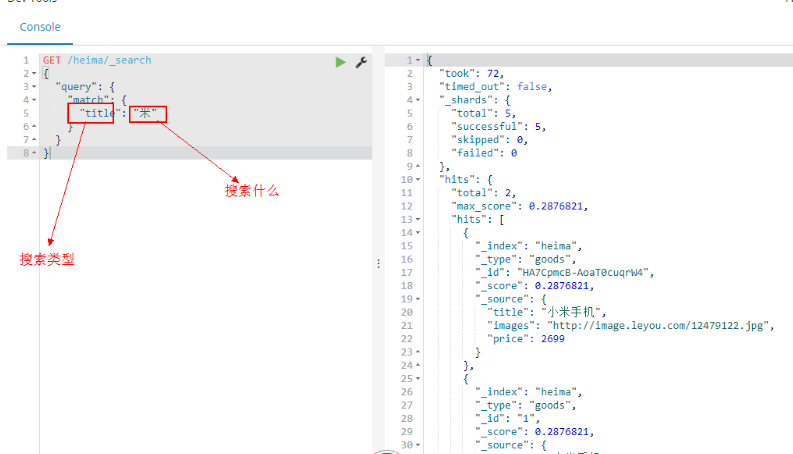 Dev Tools
Console
1 GET /heima/_search
2 {
3 "query": {
4 "match": {
5 "title": "米"
6 }
7 }
8 }
搜索什么
搜索类型
1 {
2 "took": 72,
3 "timed_out": false,
4 "_shards": {
5 "total": 5,
6 "successful": 5,
7 "skipped": 0,
8 "failed": 0
9 },
10 "hits": {
11 "total": 2,
12 "max_score": 0.2876821,
13 "hits": [
14 {
15 "_index": "heima",
16 "_type": "goods",
17 "_id": "HA7CpmcB-AoaT0cuqrW4",
18 "_score": 0.2876821,
19 "_source": {
20 "title": "小米手机",
21 "images": "http://image.leyou.com/12479122.jpg",
22 "price": 2699
23 }
24 },
25 {
26 "_index": "heima",
27 "_type": "goods",
28 "_id": "1",
29 "_score": 0.2876821,
30 "_source": {